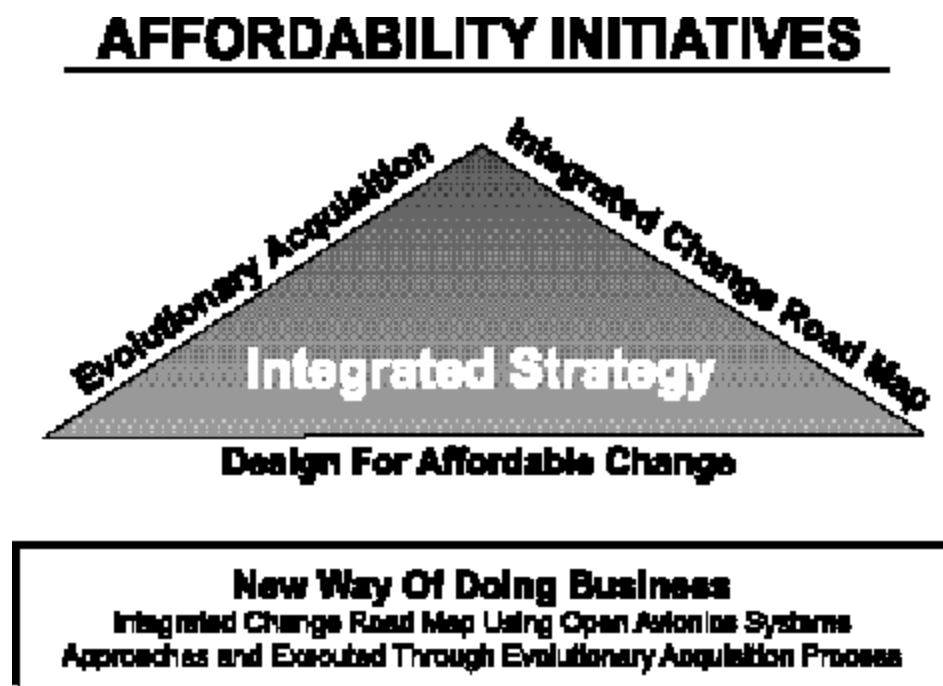 AFFORDABILITY INITIATIVES
Evolutionary Acquisition
Integrated Change Road Map
Integrated Strategy
Design For Affordable Change
New Way Of Doing Business
Integrated Change Road Map Using Open Avionics Systems
Approaches and Executed Through Evolutionary Acquisition Process